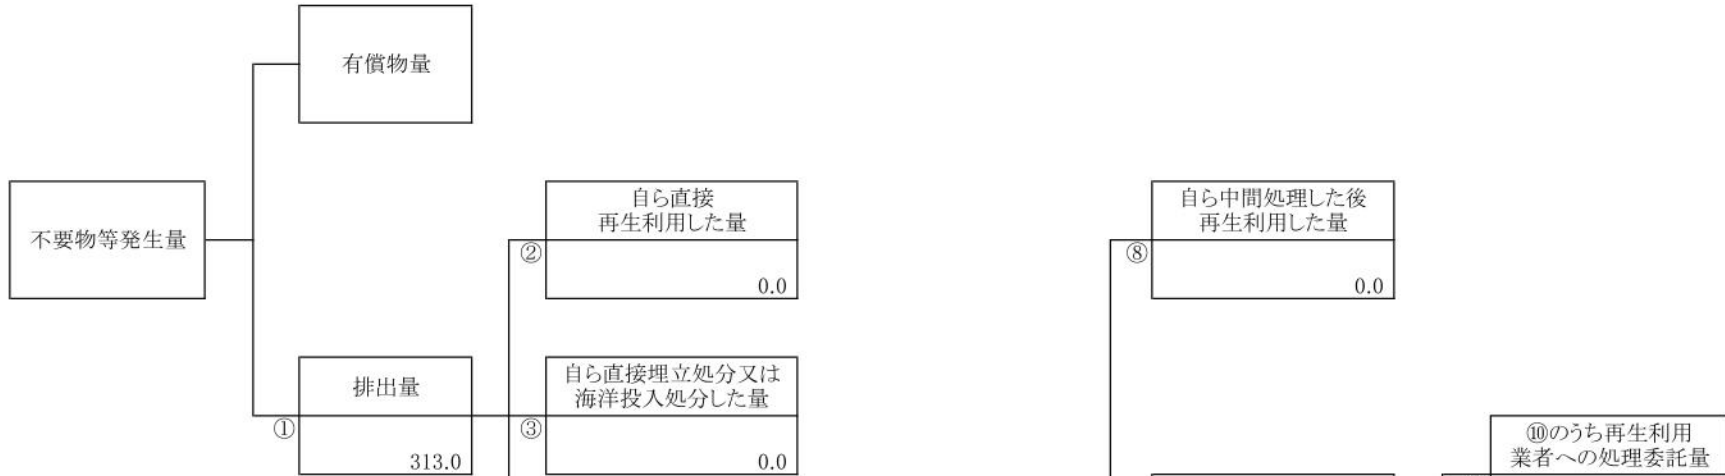 有償物量
不要物等発生量
自ら直接
再生利用した量
②
0.0
自ら中間処理した後
再生利用した量
⑧
0.0
排出量
①
313.0
自ら直接埋立処分又は
海洋投入処分した量
③
0.0
⑩のうち再生利用
業者への処理委託量